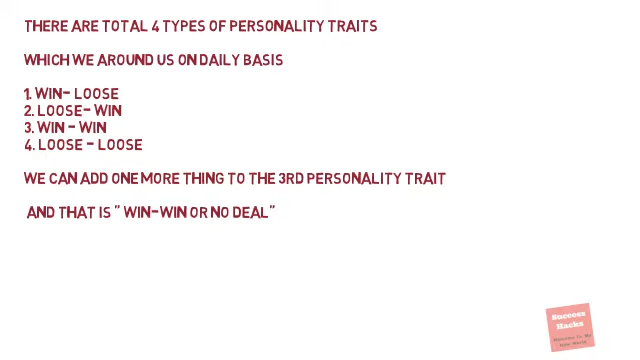 THERE ARE TOTAL 4 TYPES OF PERSONALITY TRAITS
WHICH WE AROUND US ON DAILY BASIS
1. WIN- LOOSE
2. LOOSE- WIN
3. WIN - WIN
4. LOOSE - LOOSE
WE CAN ADD ONE MORE THING TO THE 3RD PERSONALITY TRAIT
AND THAT IS " WIN-WIN OR NO DEAL"
Success
Hacks